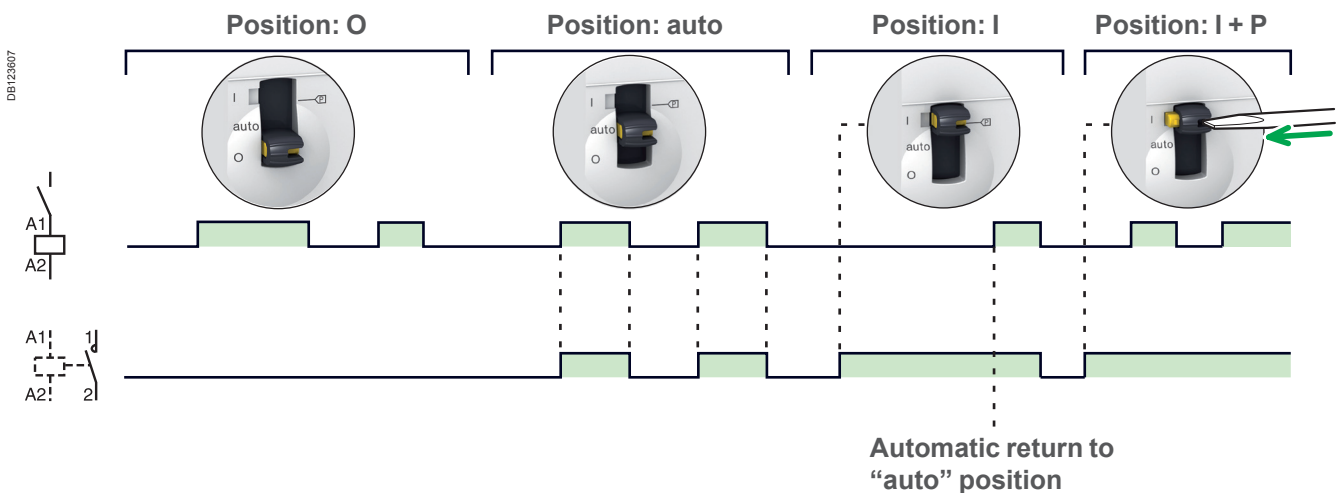 Position: O
Position: auto
Position: I
Position: I + P
DB123607
I
P
auto
O
I
P
auto
O
I
P
auto
O
I
auto
O
A1
A2
A1 1
A2 2
Automatic return to
“auto” position